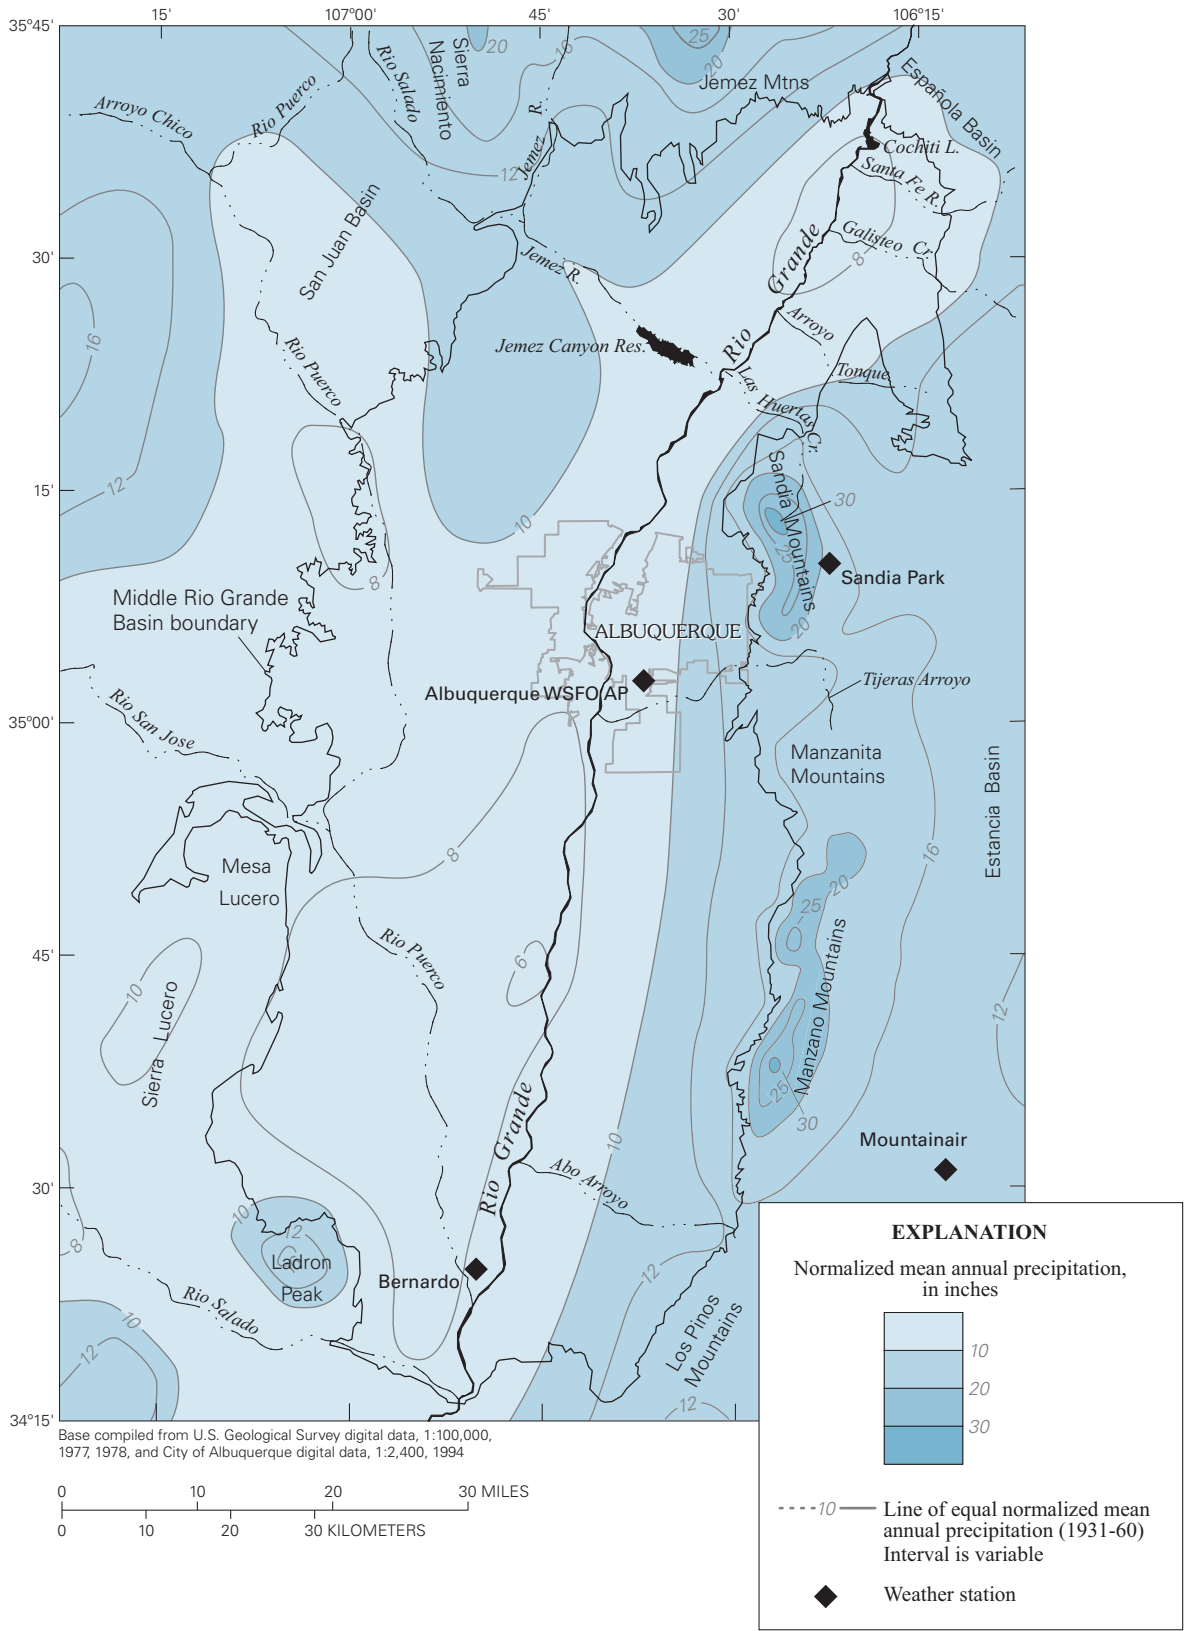 15'
107°00'
45'
30'
106°15'
35°45'
25
20
16
20
Sierra
Nacimiento
Rio Salado
Jemez Mtns
Española Basin
Arroyo Chico
Rio Puerco
Jemez R.
Cochiti L.
12
Santa Fe R.
San Juan Basin
Galisteo Cr.
30'
8
Jemez R.
Rio Grande
Arroyo
Tonque
16
Jemez Canyon Res.
Rio Puerco
Las Huertas Cr.
12
15'
30
Sandia Mountains
10
25
8
Sandia Park
Middle Rio Grande
Basin boundary
20
ALBUQUERQUE
Tijeras Arroyo
Albuquerque WSFO AP
Rio San Jose
35°00'
Manzanita
Mountains
Estancia Basin
8
16
Mesa
Lucero
20
25
Rio Puerco
45'
6
10
Sierra Lucero
Manzano Mountains
12
25
30
Rio Grande
10
Mountainair
Abo Arroyo
30'
10
12
8
16
Ladron
Peak
Bernardo
12
Rio Salado
10
12
Los Pinos
Mountains
12
34°15'
Base compiled from U.S. Geological Survey digital data, 1:100,000,
1977, 1978, and City of Albuquerque digital data, 1:2,400, 1994
0 10 20 30 MILES
0 10 20 30 KILOMETERS
EXPLANATION
Normalized mean annual precipitation,
in inches
10
20
30
10 Line of equal normalized mean
annual precipitation (1931-60)
Interval is variable
Weather station